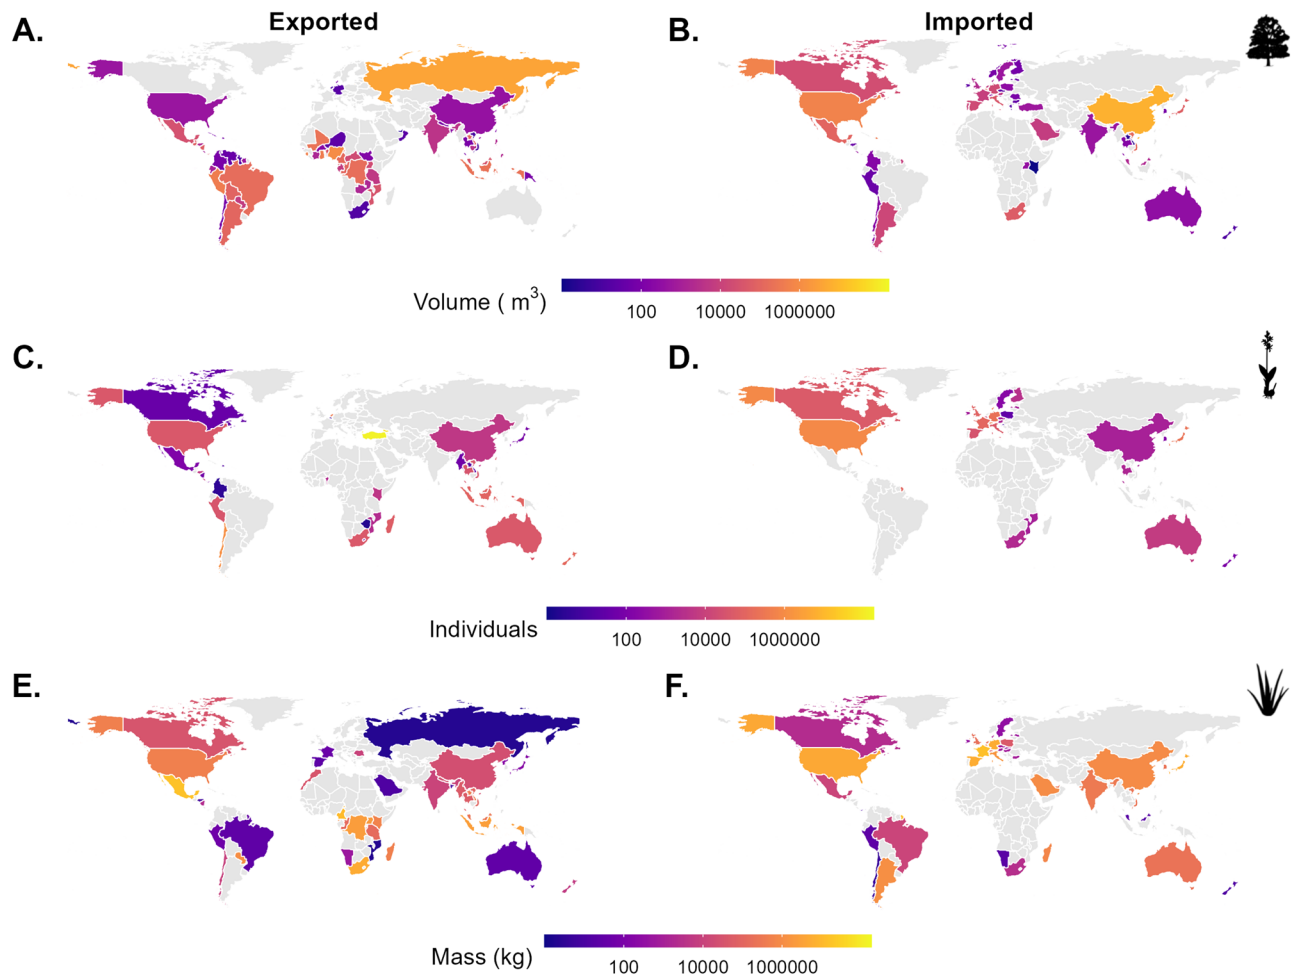 Exported
Imported
A.
B.
Volume ( m³)
100 10000 1000000
C.
D.
Individuals
100 10000 1000000
E.
F.
Mass (kg)
100 10000 1000000